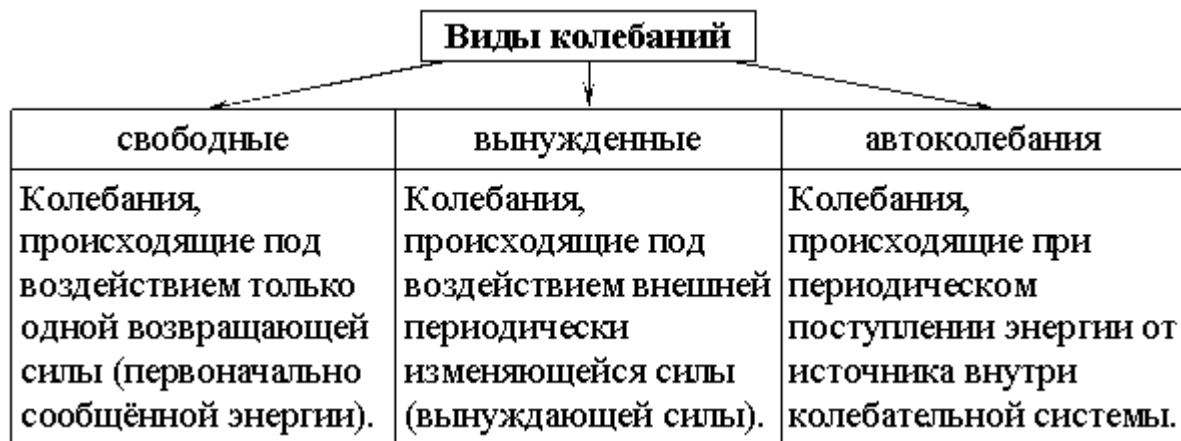 Виды колебаний
свободные
вынужденные
автоколебания
Колебания,
происходящие под
воздействием только
одной возвращающей
силы (первоначально
сообщённой энергии).
Колебания,
происходящие под
воздействием внешней
периодически
изменяющейся силы
(вынуждающей силы).
Колебания,
происходящие при
периодическом
поступлении энергии от
источника внутри
колебательной системы.